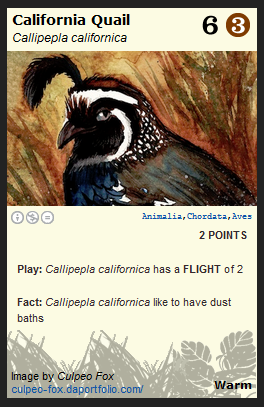 California Quail 6 3
Callipepla californica
Animalia,Chordata,Aves
2 POINTS
Play: Callipepla californica has a FLIGHT of 2
Fact: Callipepla californica like to have dust
baths
Image by Culpeo Fox
culpeo-fox.daportfolio.com/
Warm